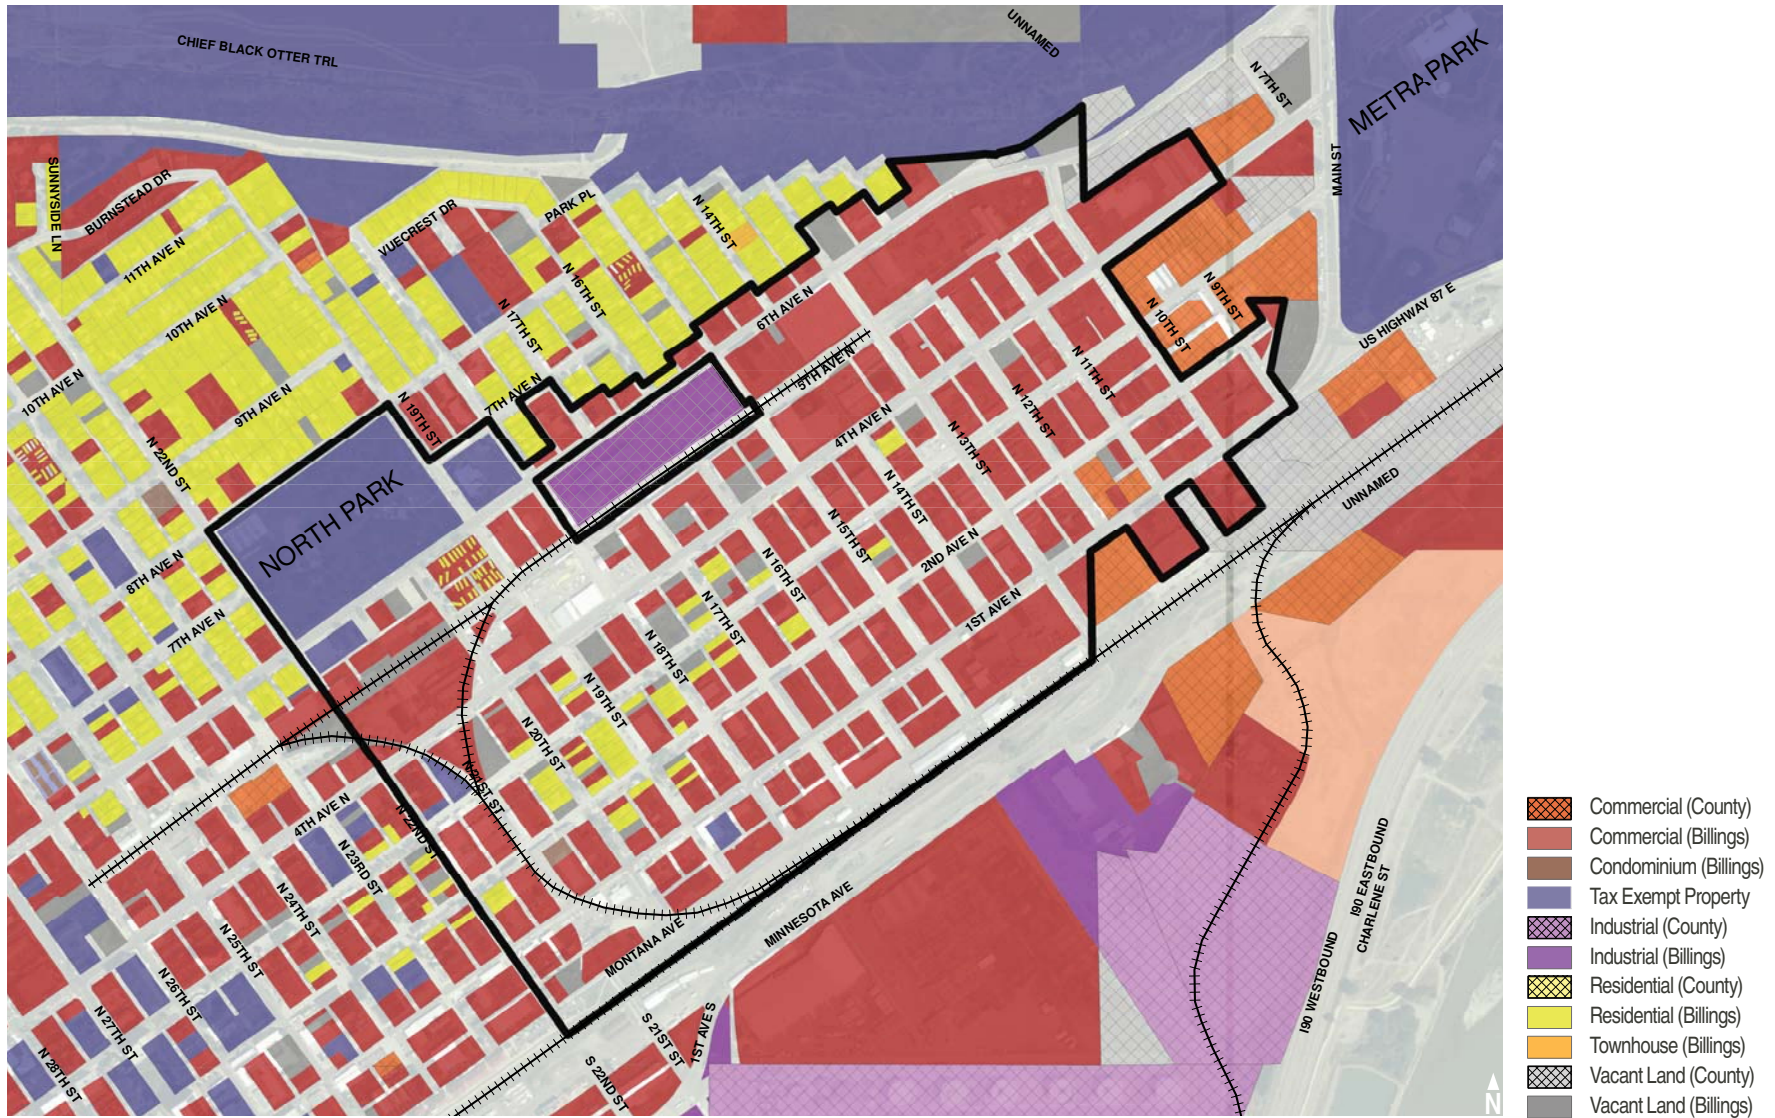 CHIEF BLACK OTTER TRL
UNNAMED
N 7TH ST
METRA PARK
MAIN ST
SUNNYSIDE LN
BURNSTEAD DR
VUECREST DR
PARK PL
N 14TH ST
11TH AVE N
10TH AVE N
N 16TH ST
N 17TH ST
6TH AVE N
N 9TH ST
N 10TH ST
US HIGHWAY 87 E
10TH AVE N
9TH AVE N
N 19TH ST
7TH AVE N
5TH AVE N
4TH AVE N
N 11TH ST
N 12TH ST
N 13TH ST
N 22ND ST
NORTH PARK
N 14TH ST
N 15TH ST
2ND AVE N
UNNAMED
8TH AVE N
7TH AVE N
N 16TH ST
N 17TH ST
N 18TH ST
1ST AVE N
N 19TH ST
N 20TH ST
N 21ST ST
N 22ND ST
4TH AVE N
N 23RD ST
N 24TH ST
N 25TH ST
N 26TH ST
N 27TH ST
N 28TH ST
MONTANA AVE
MINNESOTA AVE
S 21ST ST
S 22ND ST
1ST AVE S
I90 EASTBOUND
CHARLENE ST
I90 WESTBOUND
N
Commercial (County)
Commercial (Billings)
Condominium (Billings)
Tax Exempt Property
Industrial (County)
Industrial (Billings)
Residential (County)
Residential (Billings)
Townhouse (Billings)
Vacant Land (County)
Vacant Land (Billings)